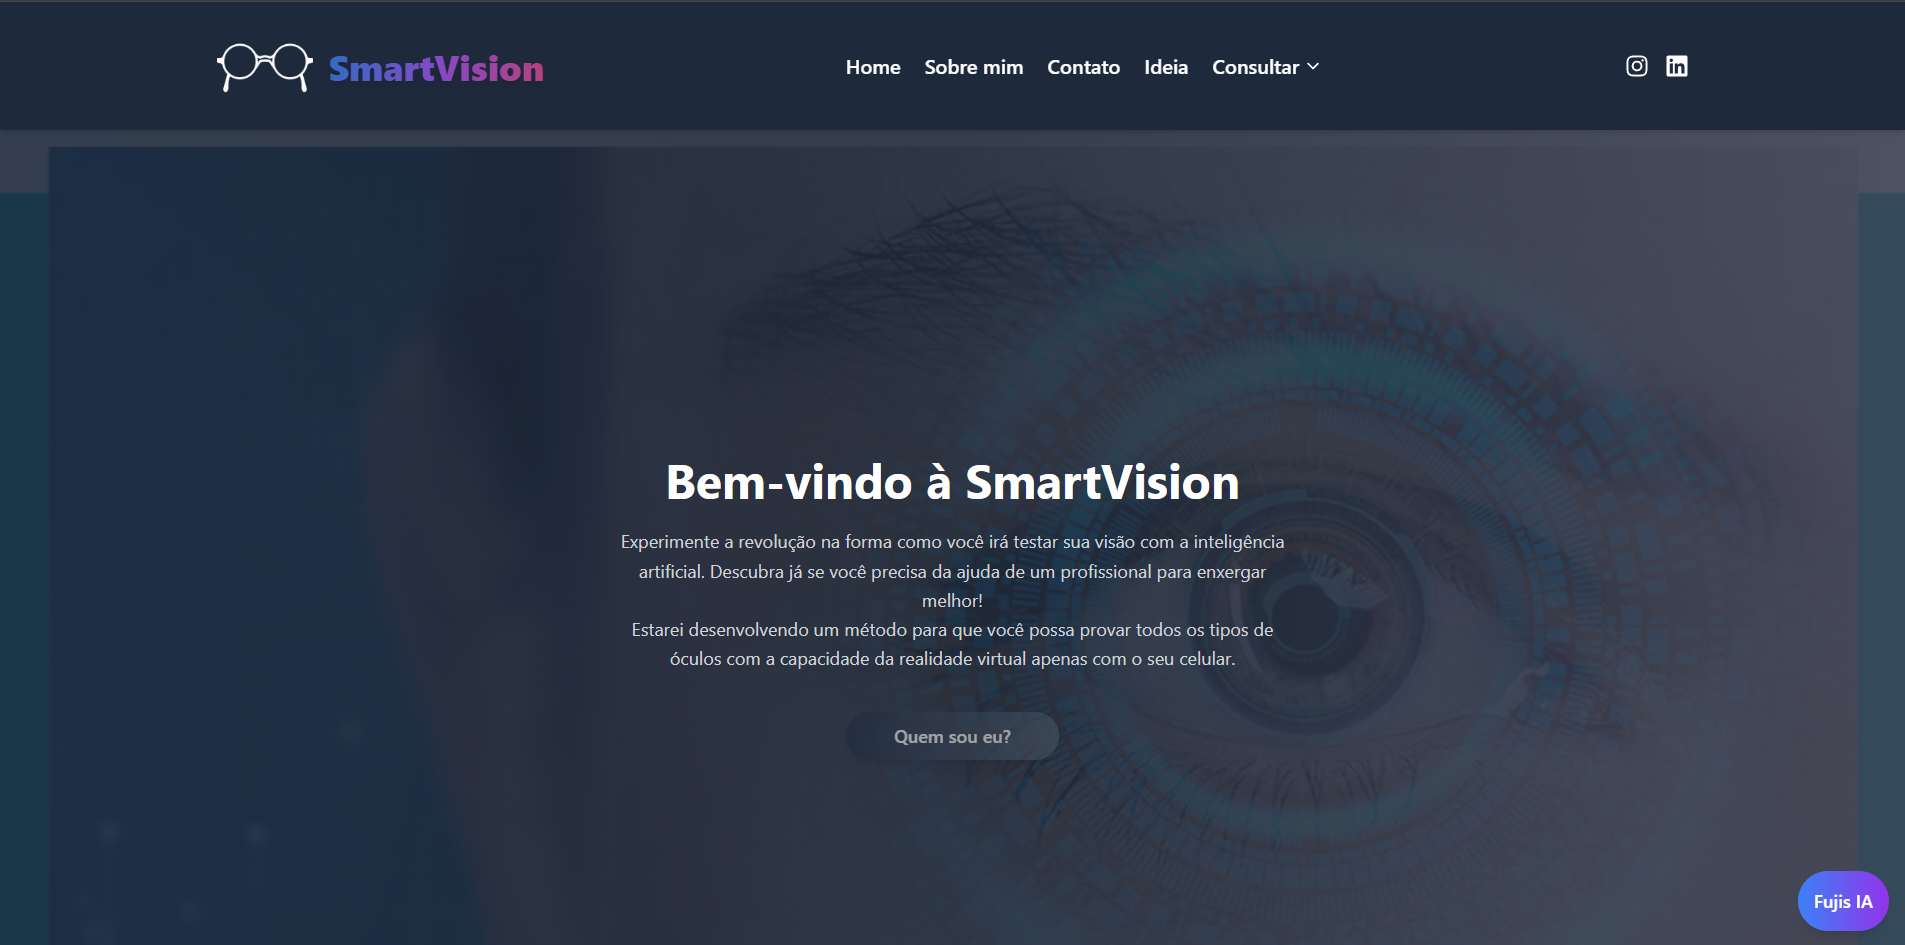 SmartVision
Home
Sobre mim
Contato
Ideia
Consultar
Bem-vindo à SmartVision
Experimente a revolução na forma como você irá testar sua visão com a inteligência
artificial. Descubra já se você precisa da ajuda de um profissional para enxergar
melhor!
Estarei desenvolvendo um método para que você possa provar todos os tipos de
óculos com a capacidade da realidade virtual apenas com o seu celular.
Quem sou eu?
Fujis IA